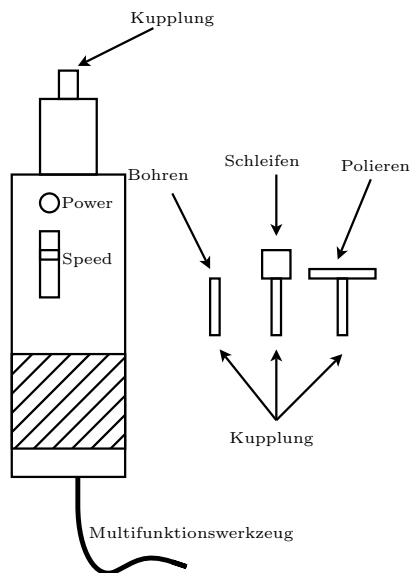 Kupplung
Bohren
Schleifen
Polieren
Power
Speed
Kupplung
Multifunktionswerkzeug